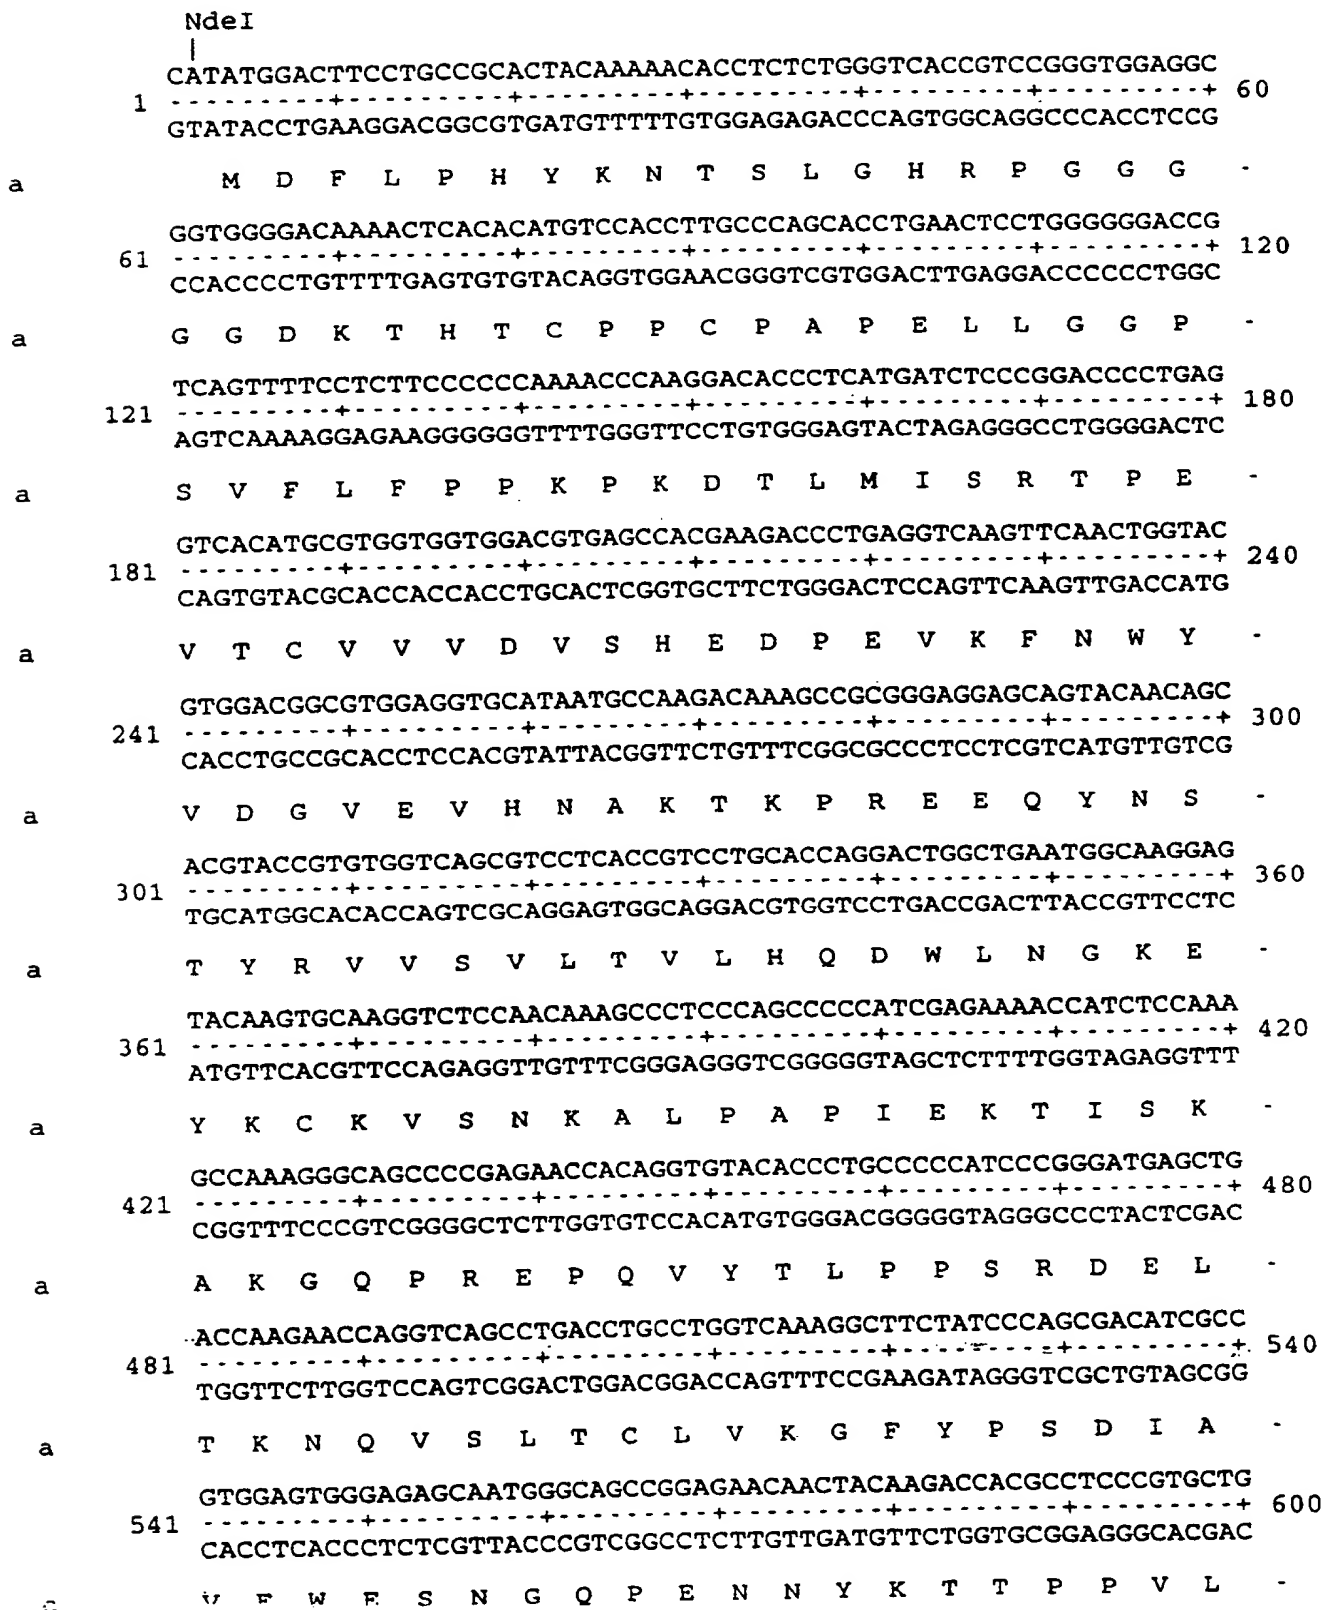 NdeI
|
CATATGGACTTCCTGCCGCACTACAAAAACACCTCTCTGGGTCACCGTCCGGGTGGAGGC
1 ---------+---------+---------+---------+---------+---------+ 60
GTATACCTGAAGGACGGCGTGATGTTTTTGTGGAGAGACCCAGTGGCAGGCCCACCTCCG
a M D F L P H Y K N T S L G H R P G G G -
GGTGGGGACAAAACTCACACATGTCCACCTTGCCCAGCACCTGAACTCCTGGGGGGACCG
61 ---------+---------+---------+---------+---------+---------+ 120
CCACCCCTGTTTTGAGTGTGTACAGGTGGAACGGGTCGTGGACTTGAGGACCCCCCTGGC
a G G D K T H T C P P C P A P E L L G G P -
TCAGTTTTCCTCTTCCCCCCAAAACCCAAGGACACCCTCATGATCTCCCGGACCCCTGAG
121 ---------+---------+---------+---------+---------+---------+ 180
AGTCAAAAGGAGAAGGGGGGTTTTGGGTTCCTGTGGGAGTACTAGAGGGCCTGGGGACTC
a S V F L F P P K P K D T L M I S R T P E -
GTCACATGCGTGGTGGTGGACGTGAGCCACGAAGACCCTGAGGTCAAGTTCAACTGGTAC
181 ---------+---------+---------+---------+---------+---------+ 240
CAGTGTACGCACCACCACCTGCACTCGGTGCTTCTGGGACTCCAGTTCAAGTTGACCATG
a V T C V V V D V S H E D P E V K F N W Y -
GTGGACGGCGTGGAGGTGCATAATGCCAAGACAAAGCCGCGGGAGGAGCAGTACAACAGC
241 ---------+---------+---------+---------+---------+---------+ 300
CACCTGCCGCACCTCCACGTATTACGGTTCTGTTTCGGCGCCCTCCTCGTCATGTTGTCG
a V D G V E V H N A K T K P R E E Q Y N S -
ACGTACCGTGTGGTCAGCGTCCTCACCGTCCTGCACCAGGACTGGCTGAATGGCAAGGAG
301 ---------+---------+---------+---------+---------+---------+ 360
TGCATGGCACACCAGTCGCAGGAGTGGCAGGACGTGGTCCTGACCGACTTACCGTTCCTC
a T Y R V V S V L T V L H Q D W L N G K E -
TACAAGTGCAAGGTCTCCAACAAAGCCCTCCCAGCCCCCATCGAGAAAACCATCTCCAAA
361 ---------+---------+---------+---------+---------+---------+ 420
ATGTTCACGTTCCAGAGGTTGTTTCGGGAGGGTCGGGGGTAGCTCTTTTGGTAGAGGTTT
a Y K C K V S N K A L P A P I E K T I S K -
GCCAAAGGGCAGCCCCGAGAACCACAGGTGTACACCCTGCCCCCATCCCGGGATGAGCTG
421 ---------+---------+---------+---------+---------+---------+ 480
CGGTTTCCCGTCGGGGCTCTTGGTGTCCACATGTGGGACGGGGGTAGGGCCCTACTCGAC
a A K G Q P R E P Q V Y T L P P S R D E L -
ACCAAGAACCAGGTCAGCCTGACCTGCCTGGTCAAAGGCTTCTATCCCAGCGACATCGCC
481 ---------+---------+---------+---------+---------+---------+ 540
TGGTTCTTGGTCCAGTCGGACTGGACGGACCAGTTTCCGAAGATAGGGTCGCTGTAGCGG
a T K N Q V S L T C L V K G F Y P S D I A -
GTGGAGTGGGAGAGCAATGGGCAGCCGGAGAACAACTACAAGACCACGCCTCCCGTGCTG
541 ---------+---------+---------+---------+---------+---------+ 600
CACCTCACCCTCTCGTTACCCGTCGGCCTCTTGTTGATGTTCTGGTGCGGAGGGCACGAC
a V E W E S N G Q P E N N Y K T T P P V L -